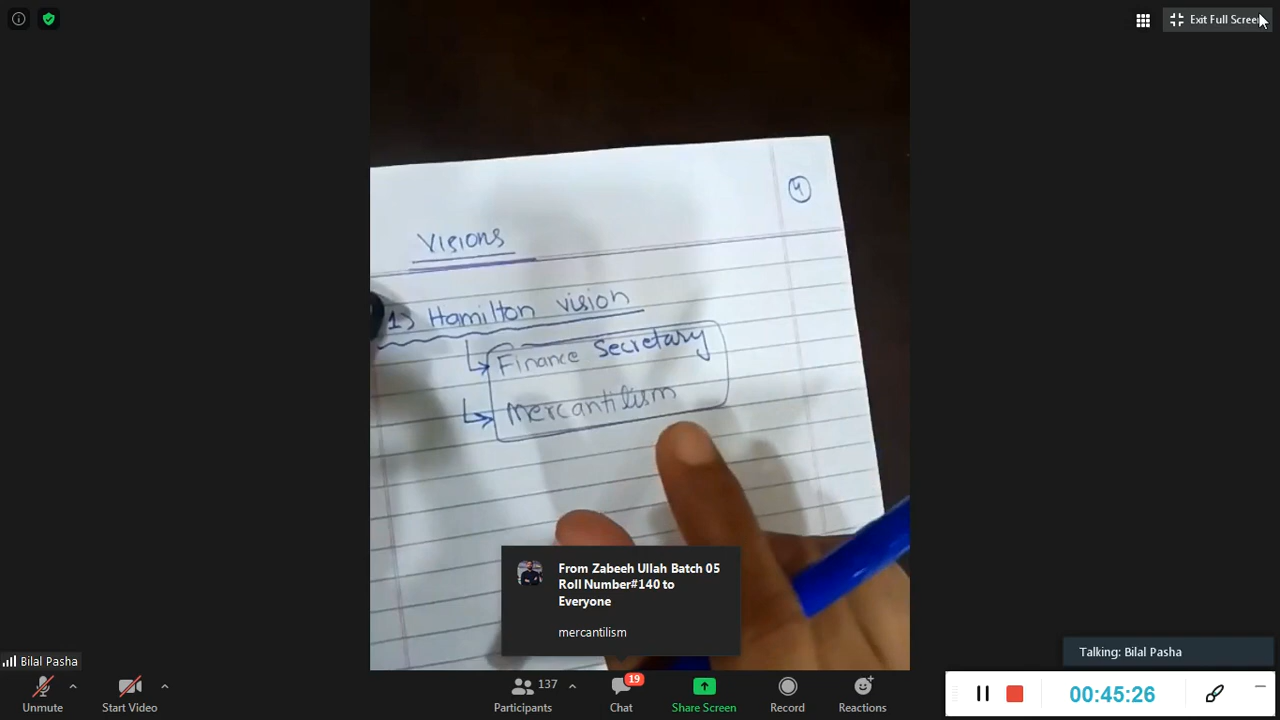 Exit Full Screen
4
Visions
1) Hamilton vision
Finance Secretary
Mercantilism
From Zabeeh Ullah Batch 05
Roll Number#140 to
Everyone
mercantilism
Bilal Pasha
Talking: Bilal Pasha
Unmute
Start Video
137
Participants
19
Chat
Share Screen
Record
Reactions
00:45:26